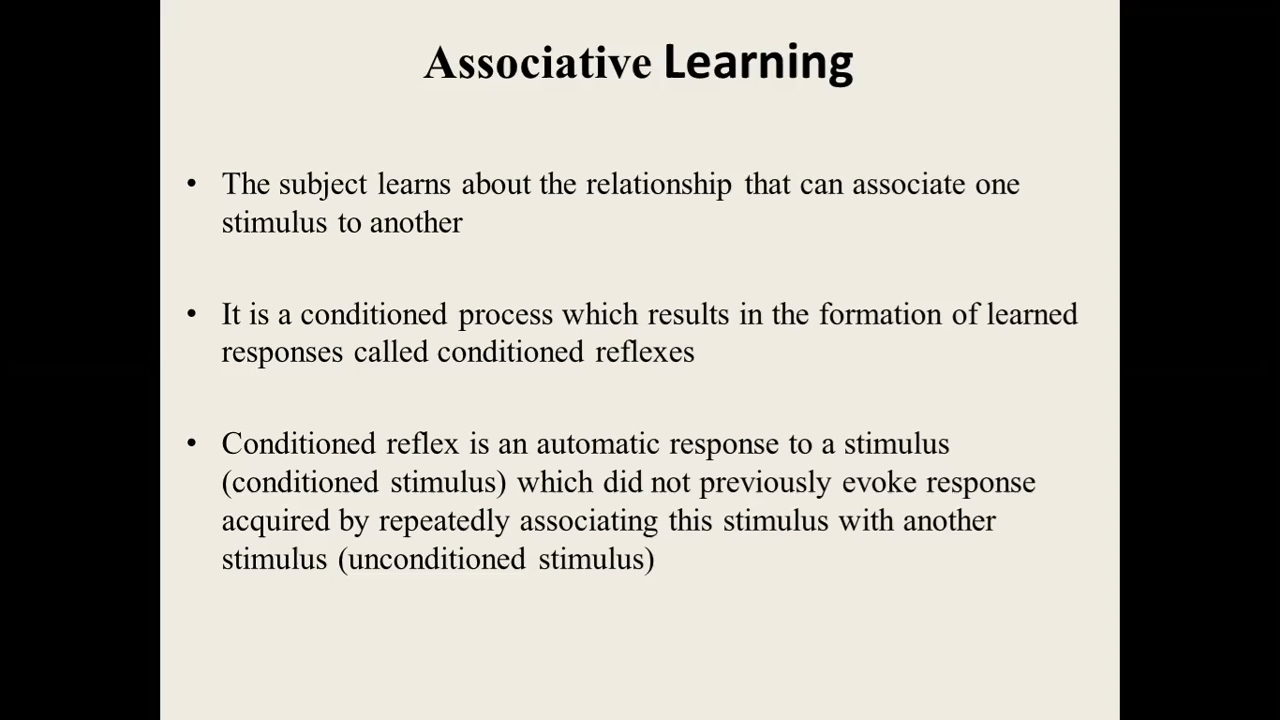 Associative Learning
• The subject learns about the relationship that can associate one
stimulus to another
• It is a conditioned process which results in the formation of learned
responses called conditioned reflexes
• Conditioned reflex is an automatic response to a stimulus
(conditioned stimulus) which did not previously evoke response
acquired by repeatedly associating this stimulus with another
stimulus (unconditioned stimulus)